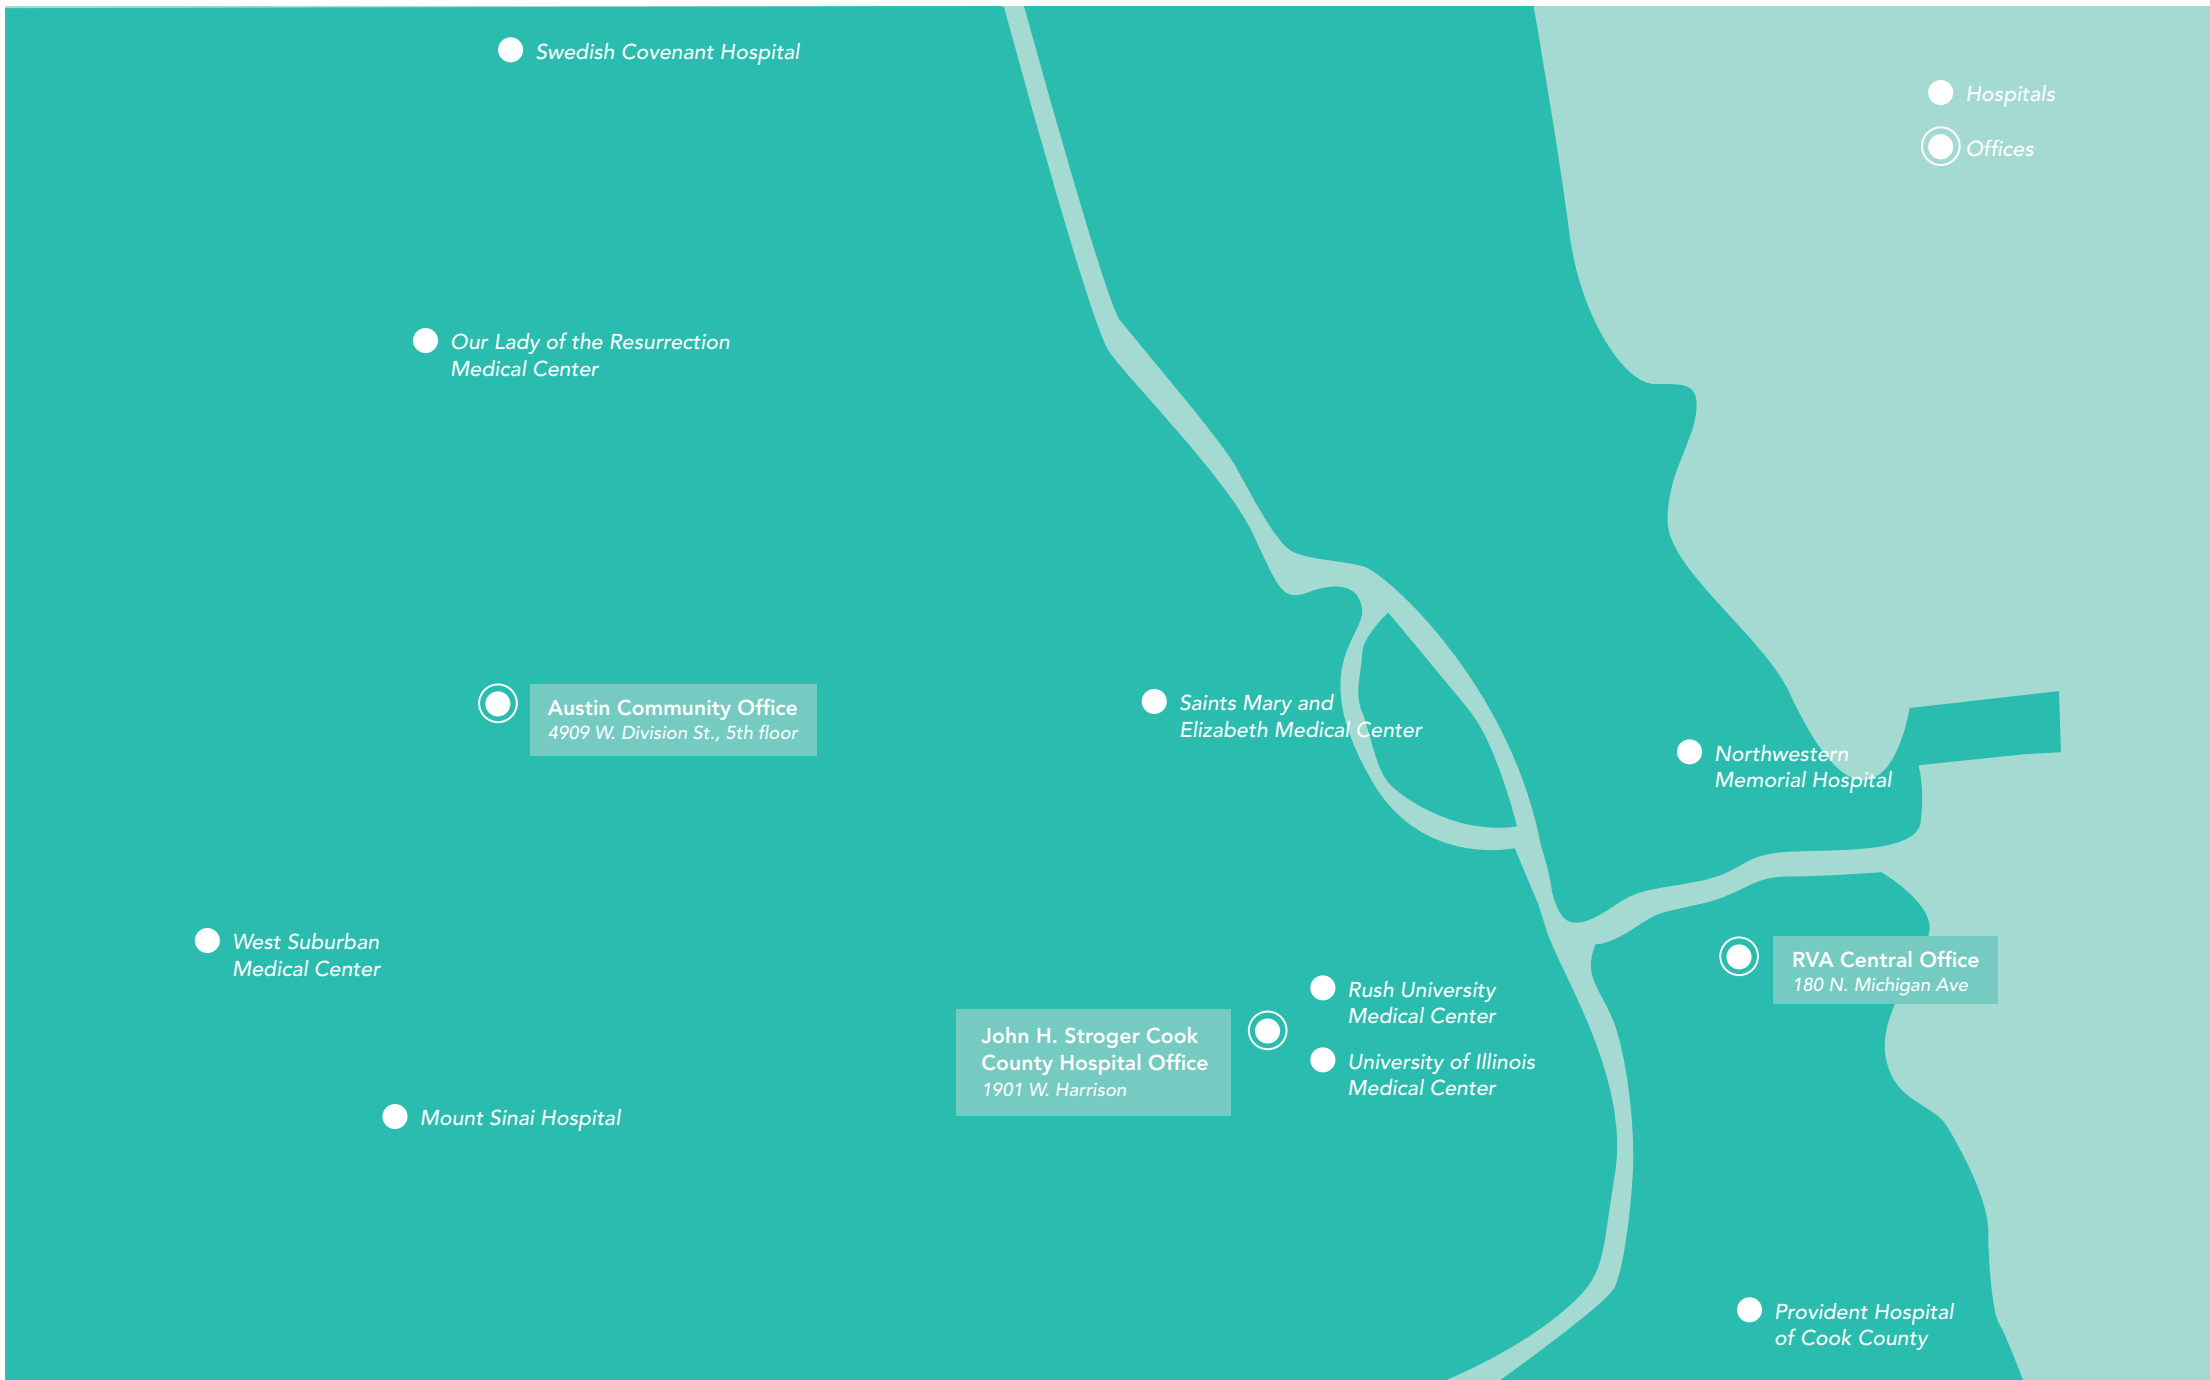 Swedish Covenant Hospital
Hospitals
Offices
Our Lady of the Resurrection
Medical Center
Austin Community Office
4909 W. Division St., 5th floor
Saints Mary and
Elizabeth Medical Center
Northwestern
Memorial Hospital
West Suburban
Medical Center
RVA Central Office
180 N. Michigan Ave
Rush University
Medical Center
John H. Stroger Cook
County Hospital Office
1901 W. Harrison
University of Illinois
Medical Center
Mount Sinai Hospital
Provident Hospital
of Cook County